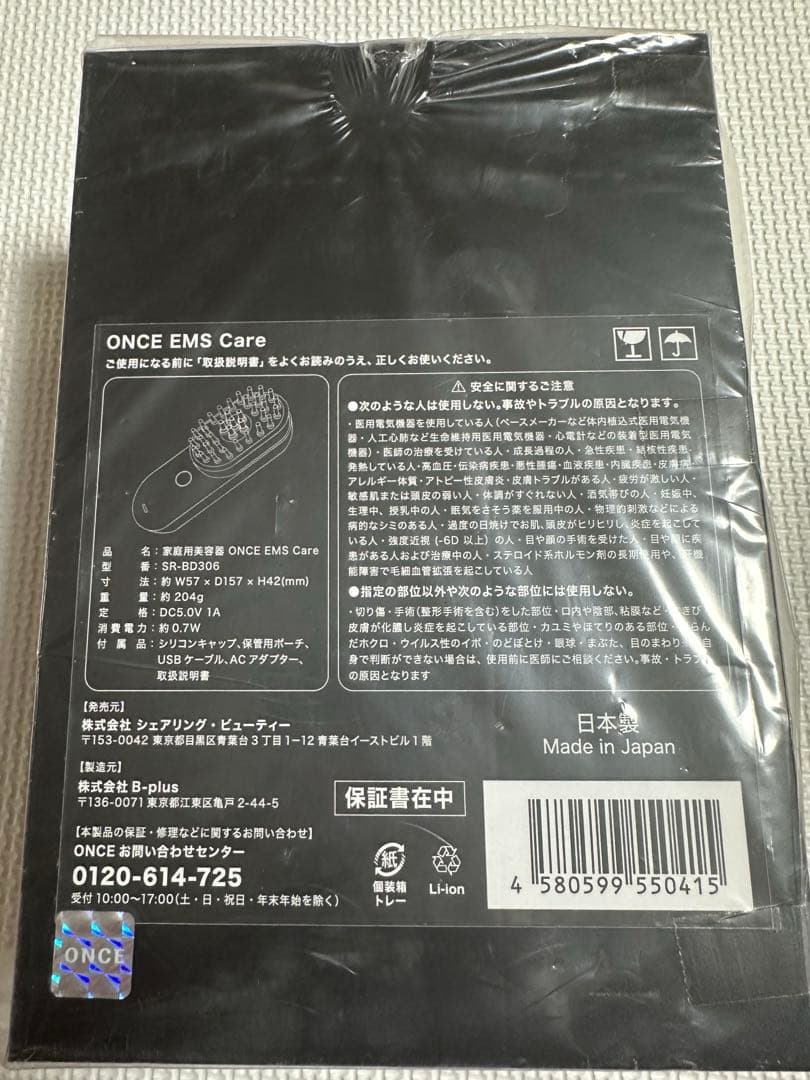 ONCE EMS Care
ご使用になる前に「取扱説明書」をよくお読みのうえ、正しくお使いください。
品　名：家庭用美容器 ONCE EMS Care
型　番：SR-BD306
寸　法：約 W57 × D157 × H42(mm)
重　量：約 204g
定　格：DC5.0V 1A
消費電力：約 0.7W
付 属 品：シリコンキャップ、保管用ポーチ、
USB ケーブル、AC アダプター、
取扱説明書
⚠ 安全に関するご注意
●次のような人は使用しない。事故やトラブルの原因となります。
・医用電気機器を使用している人（ペースメーカーなど体内植込式医用電気機
器・人工心肺など生命維持用医用電気機器・心電計などの装着型医用電気
機器）・医師の治療を受けている人・成長過程の人・急性疾患・結核性疾患・
発熱している人・高血圧・伝染病疾患・悪性腫瘍・血液疾患・内臓疾患・皮膚病
アレルギー体質・アトピー性皮膚炎・皮膚トラブルがある人・疲労が激しい人・
敏感肌または頭皮の弱い人・体調がすぐれない人・酒気帯びの人・妊娠中、
生理中、授乳中の人・眠気をさそう薬を服用中の人・物理的刺激などによる
病的なシミのある人・過度の日焼けでお肌、頭皮がヒリヒリし炎症を起こして
いる人・強度近視 (-6D 以上) の人・目や顔の手術を受けた人・目や顔に疾
患がある人および治療中の人・ステロイド系ホルモン剤の長期使用や、肝機
能障害で毛細血管拡張を起こしている人
●指定の部位以外や次のような部位には使用しない。
・切り傷・手術（整形手術を含む）をした部位・口内や陰部、粘膜など・
皮膚が化膿し炎症を起こしている部位・カユミやほてりのある部位・
だホクロ・ウイルス性のイボ・のどぼとけ・眼球・まぶた、目のまわり・
身で判断ができない場合は、使用前に医師にご相談ください。事故・トラブ
の原因となります
【発売元】
株式会社 シェアリング・ビューティー
〒153-0042 東京都目黒区青葉台3丁目1-12 青葉台イーストビル1階
【製造元】
株式会社 B-plus
〒136-0071 東京都江東区亀戸 2-44-5
保証書在中
日本製
Made in Japan
【本製品の保証・修理などに関するお問い合わせ】
ONCE お問い合わせセンター
0120-614-725
受付 10:00～17:00（土・日・祝日・年末年始を除く）
紙
個装箱
トレー
Li-ion
4 580599 550415
ONCE